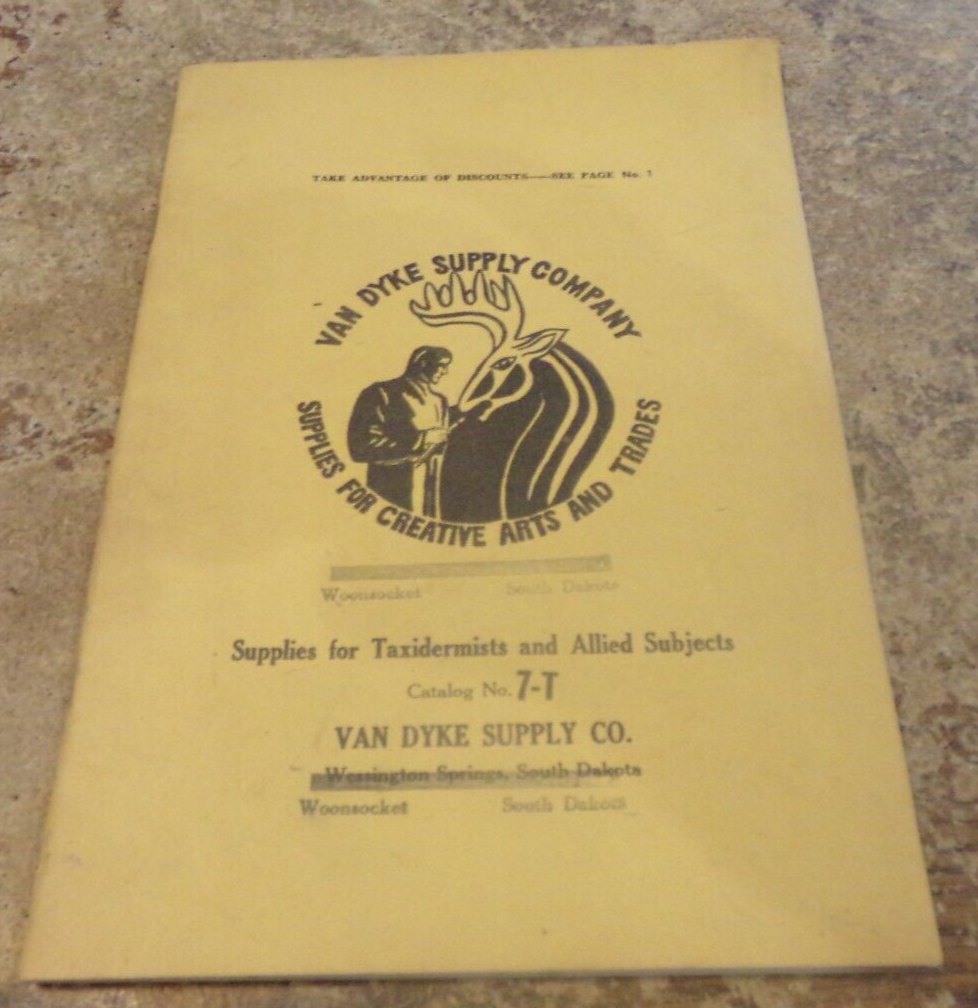 TAKE ADVANTAGE OF DISCOUNTS——SEE PAGE No. 1
VAN DYKE SUPPLY COMPANY
SUPPLIES FOR CREATIVE ARTS AND TRADES
Woonsocket South Dakota
Supplies for Taxidermists and Allied Subjects
Catalog No. 7-T
VAN DYKE SUPPLY CO.
Wessington Springs, South Dakota
Woonsocket South Dakota